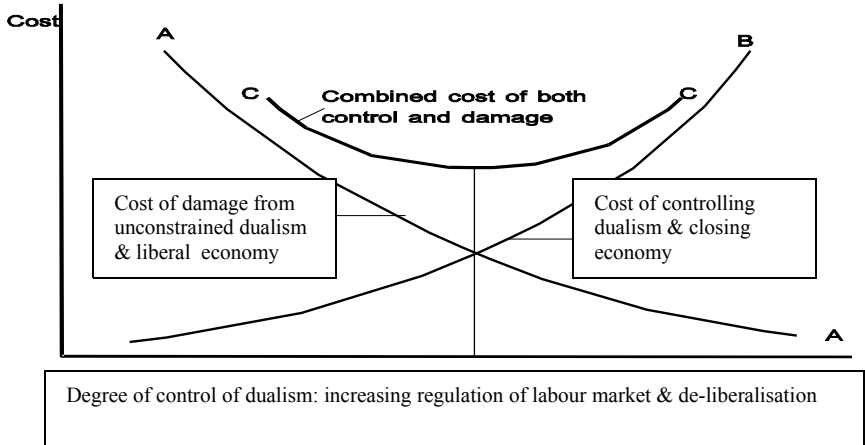 Cost
A
B
C
C
Combined cost of both
control and damage
Cost of damage from
unconstrained dualism
& liberal economy
Cost of controlling
dualism & closing
economy
A
Degree of control of dualism: increasing regulation of labour market & de-liberalisation